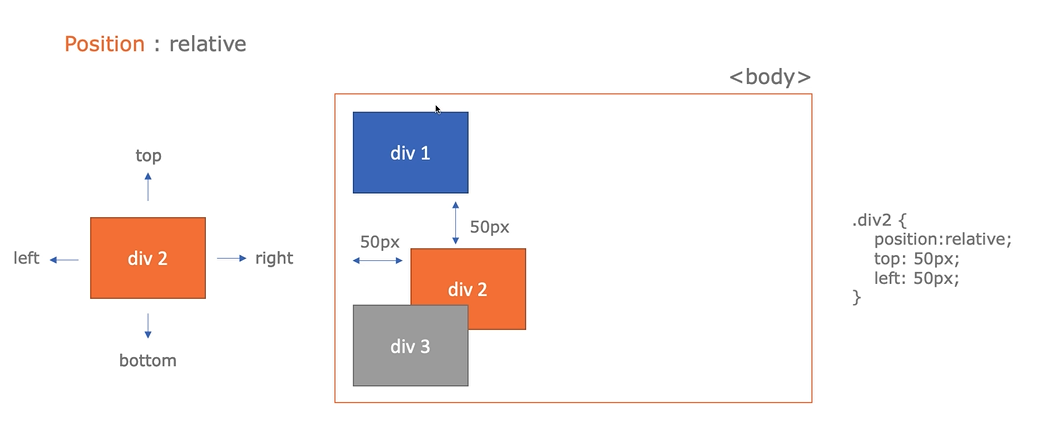 Position : relative
<body>
div 1
top
50px
50px
div 2
left
right
div 2
div 3
bottom
.div2 {
position:relative;
top: 50px;
left: 50px;
}